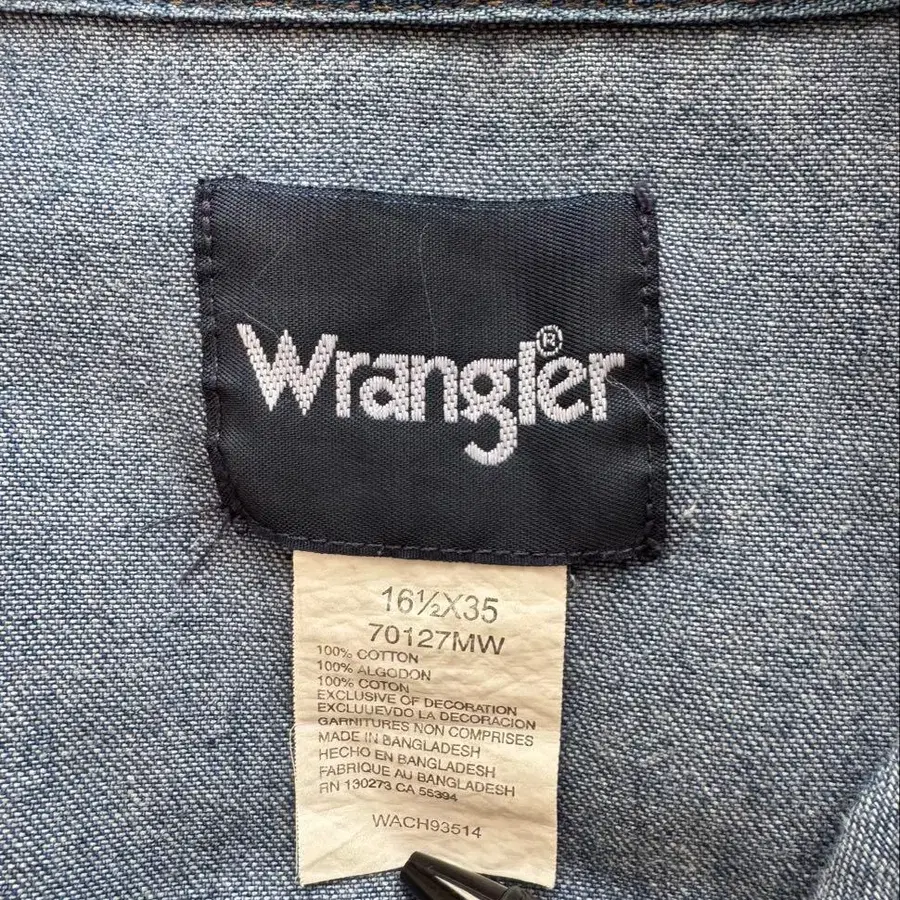 Wrangler®
16½X35
70127MW
100% COTTON
100% ALGODON
100% COTON
EXCLUSIVE OF DECORATION
EXCLUUEVDO LA DECORACION
GARNITURES NON COMPRISES
MADE IN BANGLADESH
HECHO EN BANGLADESH
FABRIQUE AU BANGLADESH
RN 130273 CA 55394
WACH93514